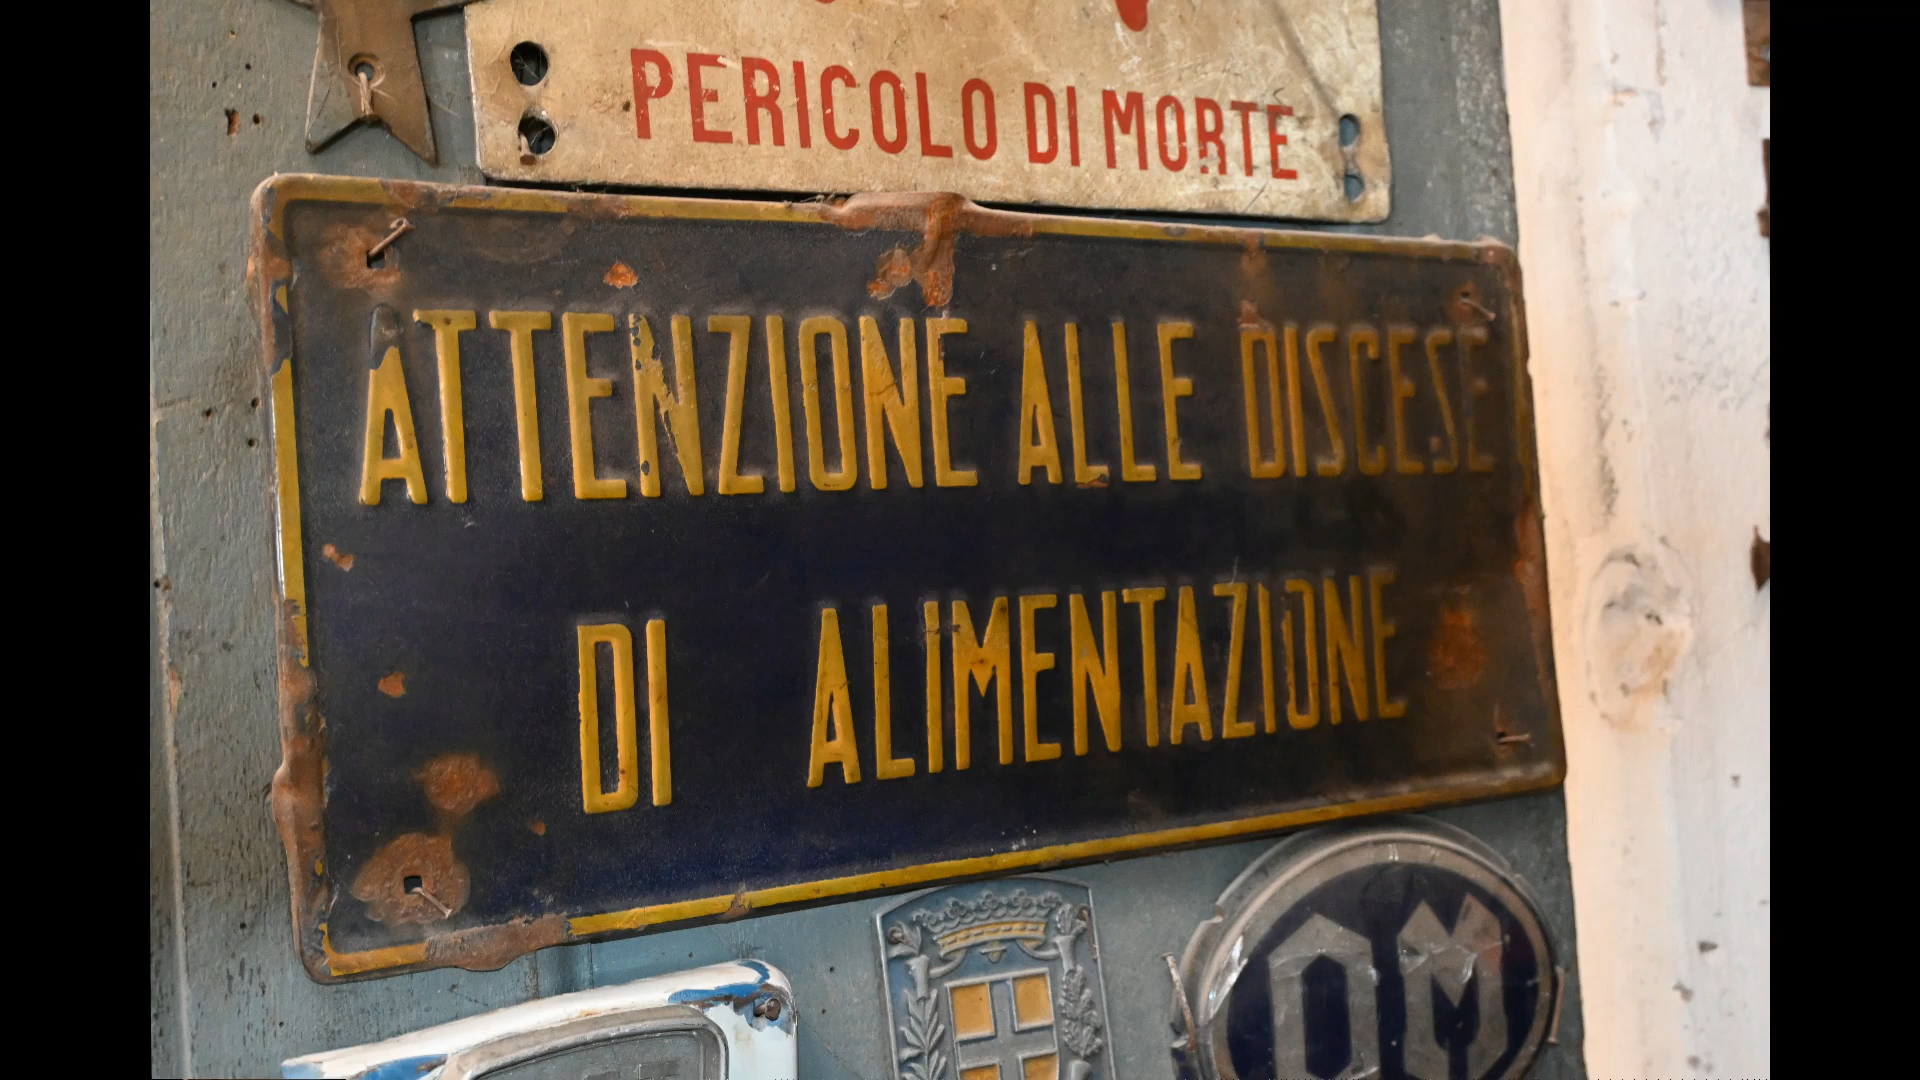 PERICOLO DI MORTE
ATTENZIONE ALLE DISCESE
DI ALIMENTAZIONE
OM